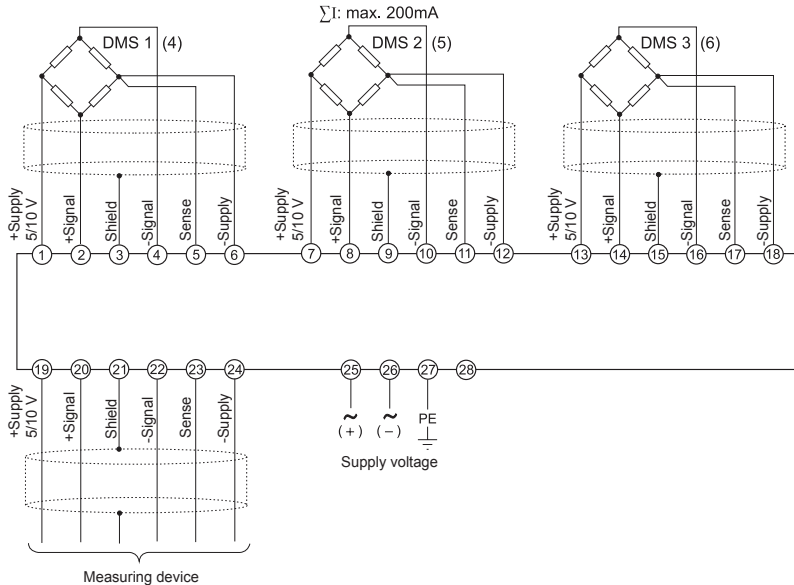 ∑I: max. 200mA
DMS 1 (4)
DMS 2 (5)
DMS 3 (6)
+Supply
5/10 V
+Signal
Shield
-Signal
Sense
-Supply
+Supply
5/10 V
+Signal
Shield
-Signal
Sense
-Supply
+Supply
5/10 V
+Signal
Shield
-Signal
Sense
-Supply
1 2 3 4 5 6 7 8 9 10 11 12 13 14 15 16 17 18
19 20 21 22 23 24 25 26 27 28
+Supply
5/10 V
+Signal
Shield
-Signal
Sense
-Supply
~ ~ PE
(+) (−)
Supply voltage
Measuring device